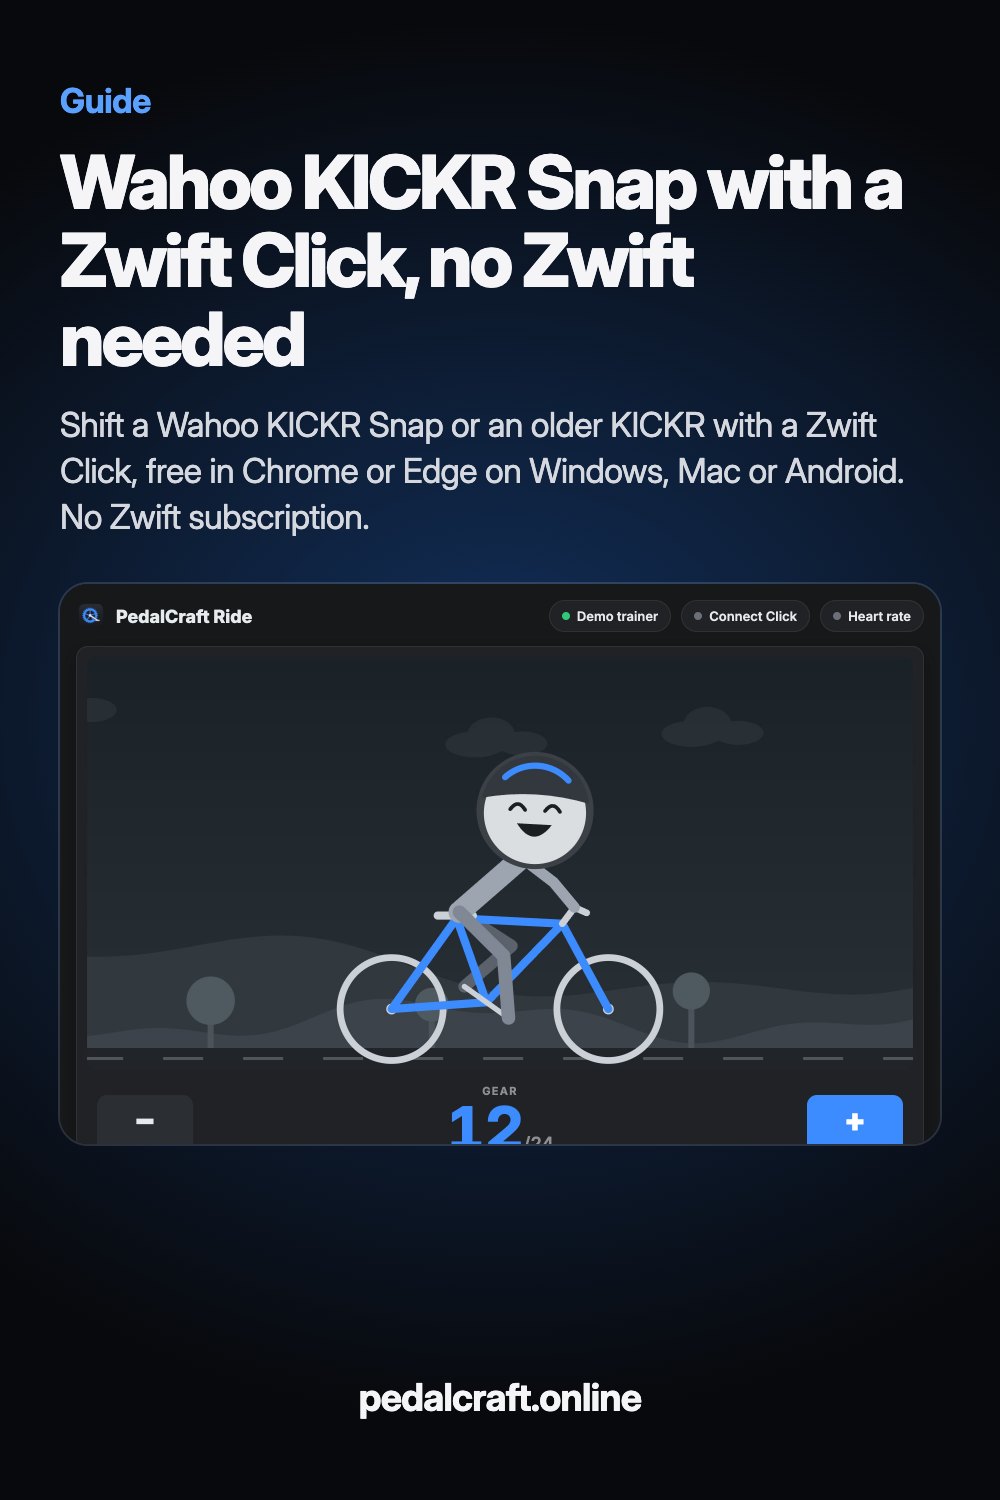 Guide
Wahoo KICKR Snap with a
Zwift Click, no Zwift
needed
Shift a Wahoo KICKR Snap or an older KICKR with a Zwift
Click, free in Chrome or Edge on Windows, Mac or Android.
No Zwift subscription.
PedalCraft Ride
Demo trainer
Connect Click
Heart rate
GEAR
− 12/24 +
pedalcraft.online